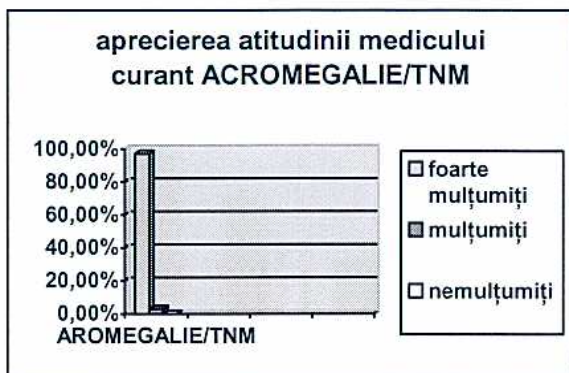 aprecierea atitudinii medicului
curant ACROMEGALIE/TNM
100,00%
80,00%
60,00%
40,00%
20,00%
0,00%
AROMEGALIE/TNM
foarte
mulțumiți
mulțumiți
nemulțumiți